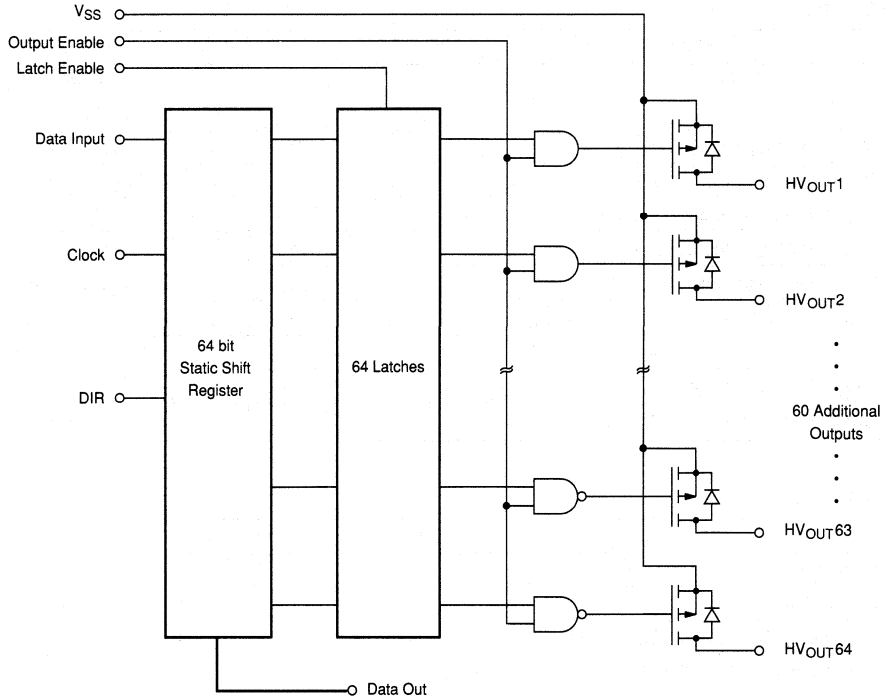 VSS
Output Enable
Latch Enable
Data Input
Clock
DIR
64 bit
Static Shift
Register
64 Latches
HVOUT1
HVOUT2
60 Additional
Outputs
HVOUT63
HVOUT64
Data Out